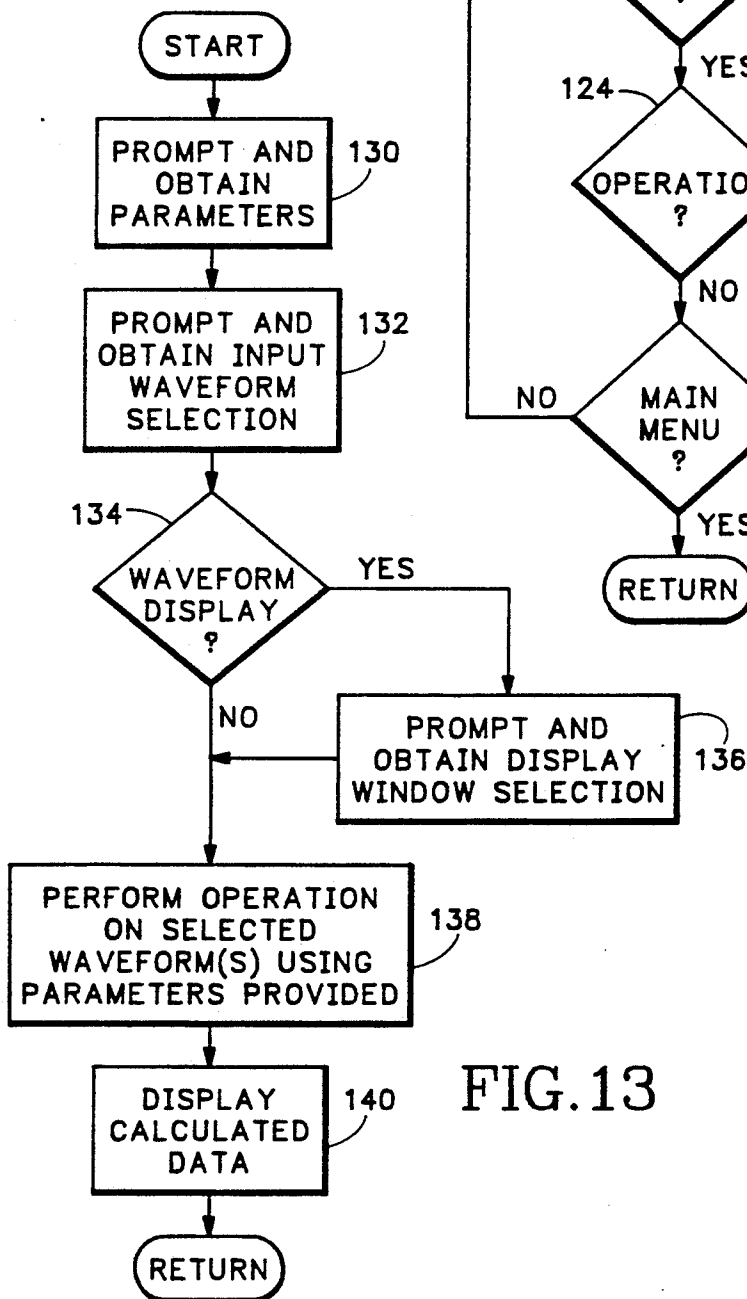 START
PROMPT AND
OBTAIN
PARAMETERS
130
PROMPT AND
OBTAIN INPUT
WAVEFORM
SELECTION
132
134
WAVEFORM
DISPLAY
?
YES
NO
PROMPT AND
OBTAIN DISPLAY
WINDOW SELECTION
136
PERFORM OPERATION
ON SELECTED
WAVEFORM(S) USING
PARAMETERS PROVIDED
138
DISPLAY
CALCULATED
DATA
140
RETURN
?
YES
124
OPERATIO
?
NO
MAIN
MENU
?
NO
YES
RETURN
FIG.13